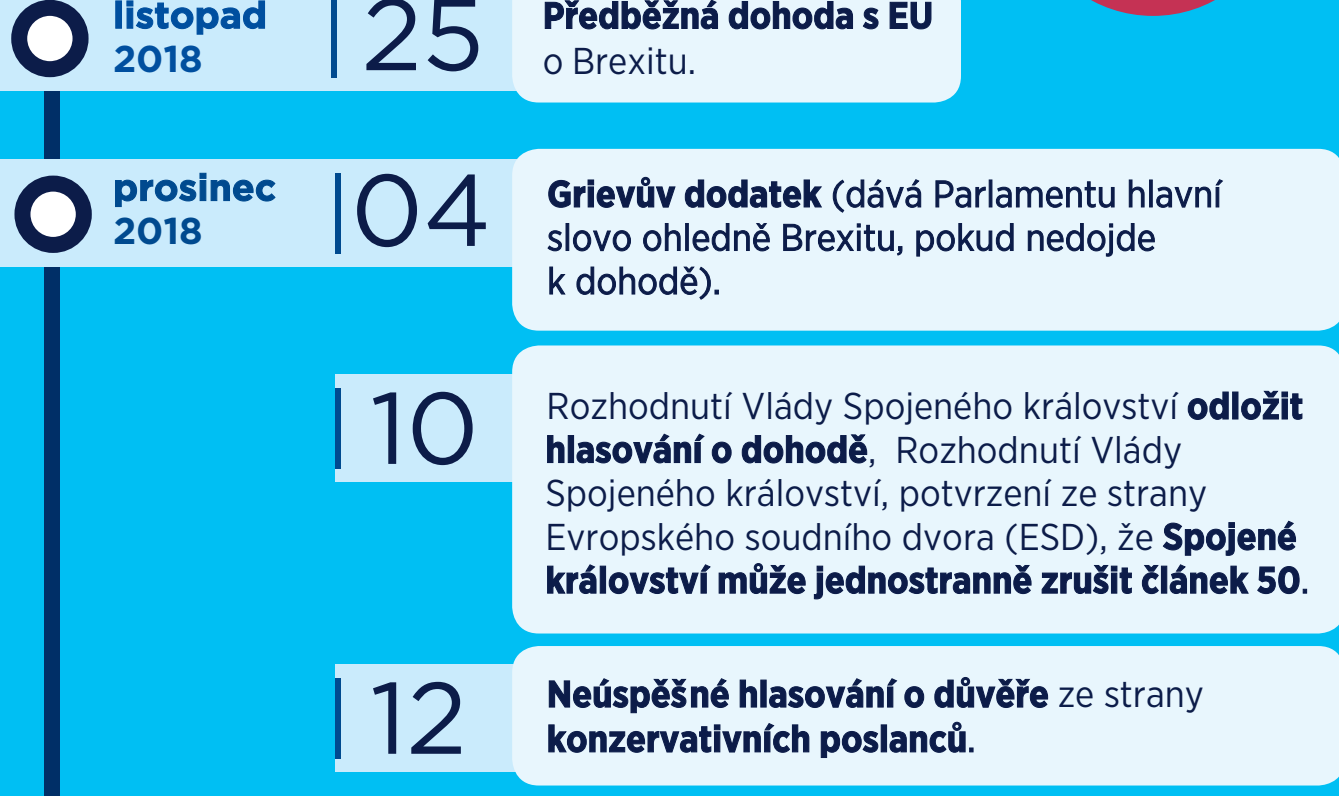 listopad
2018
25
Předběžná dohoda s EU
o Brexitu.
prosinec
2018
04
Grievův dodatek (dává Parlamentu hlavní
slovo ohledně Brexitu, pokud nedojde
k dohodě).
10
Rozhodnutí Vlády Spojeného království odložit
hlasování o dohodě, Rozhodnutí Vlády
Spojeného království, potvrzení ze strany
Evropského soudního dvora (ESD), že Spojené
království může jednostranně zrušit článek 50.
12
Neúspěšné hlasování o důvěře ze strany
konzervativních poslanců.